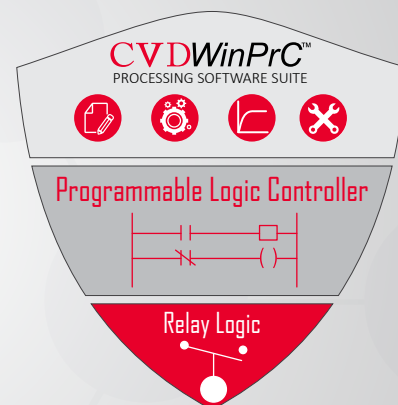 CVDWinPrC™
PROCESSING SOFTWARE SUITE
Programmable Logic Controller
Relay Logic